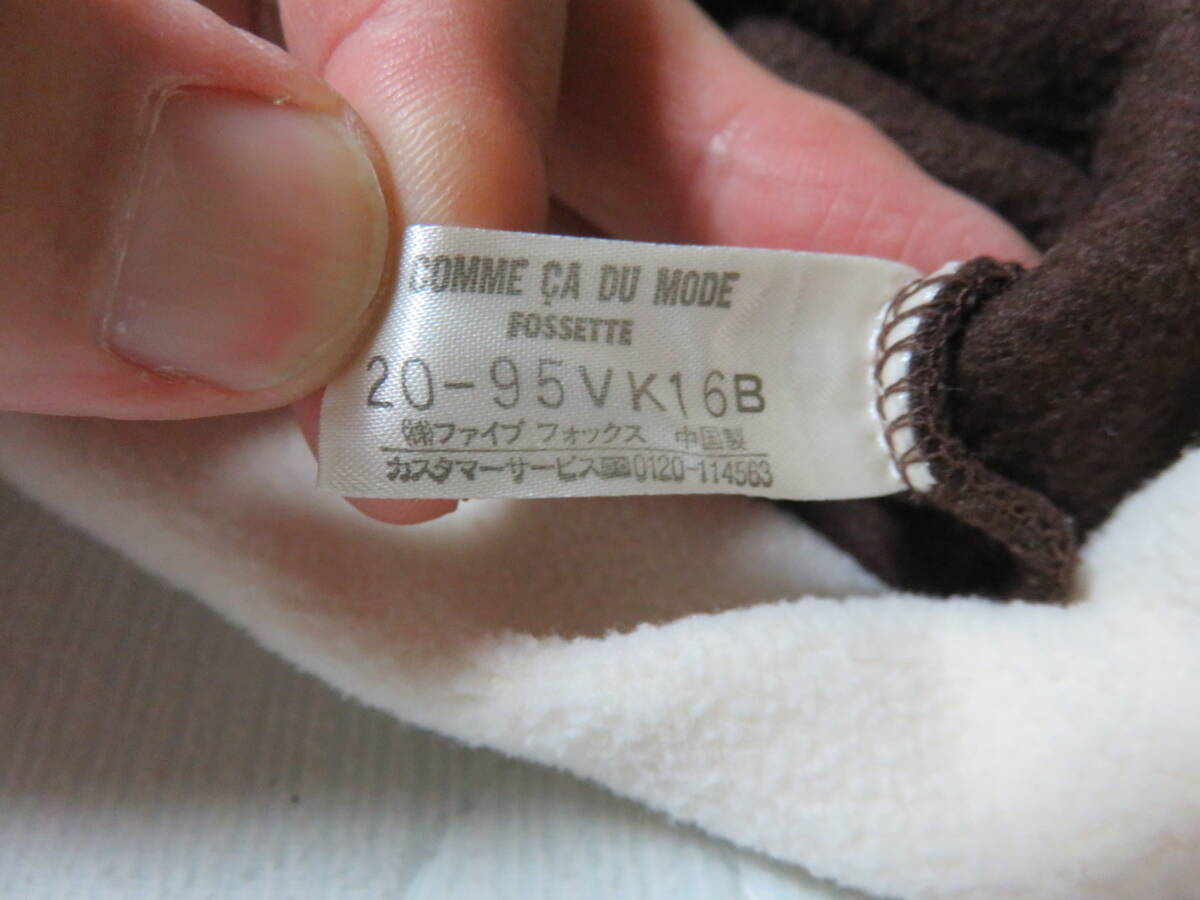 COMME ÇA DU MODE
FOSSETTE
20-95VK16B
㈱ファイブ フォックス 中国製
カスタマーサービス 0120-114563